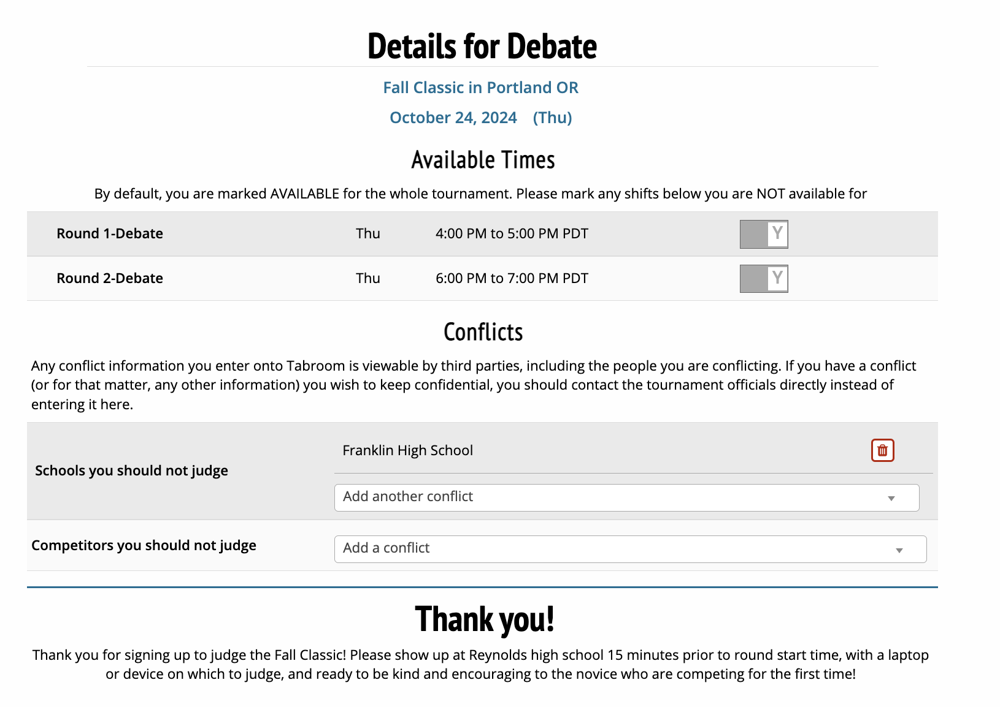 Details for Debate
Fall Classic in Portland OR
October 24, 2024 (Thu)
Available Times
By default, you are marked AVAILABLE for the whole tournament. Please mark any shifts below you are NOT available for
Round 1-Debate Thu 4:00 PM to 5:00 PM PDT Y
Round 2-Debate Thu 6:00 PM to 7:00 PM PDT Y
Conflicts
Any conflict information you enter onto Tabroom is viewable by third parties, including the people you are conflicting. If you have a conflict
(or for that matter, any other information) you wish to keep confidential, you should contact the tournament officials directly instead of
entering it here.
Franklin High School
Schools you should not judge
Add another conflict
Competitors you should not judge Add a conflict
Thank you!
Thank you for signing up to judge the Fall Classic! Please show up at Reynolds high school 15 minutes prior to round start time, with a laptop
or device on which to judge, and ready to be kind and encouraging to the novice who are competing for the first time!